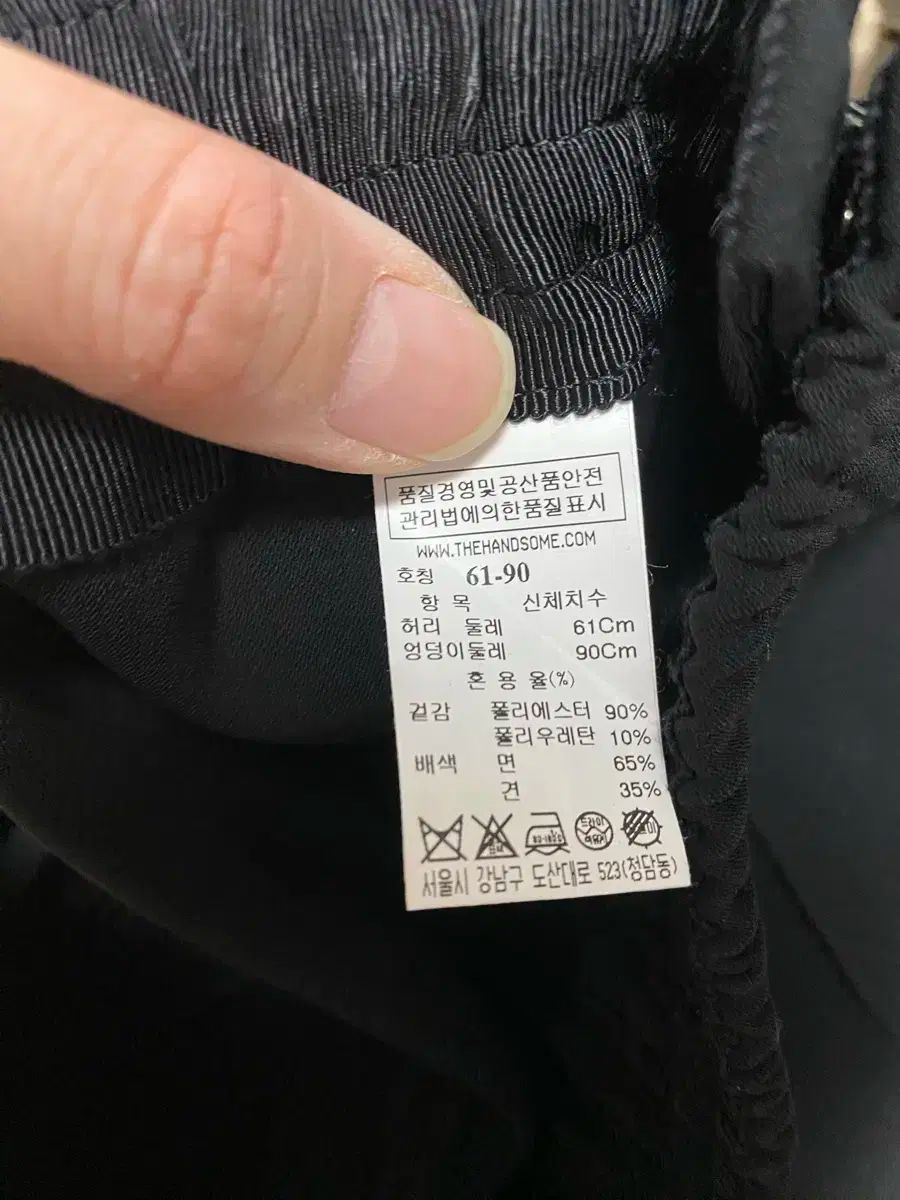 품질경영및공산품안전
관리법에의한품질표시
WWW.THEHANDSOME.COM
호칭 61-90
항 목 신체치수
허리 둘레 61Cm
엉덩이둘레 90Cm
혼 용 율(%)
겉감 폴리에스터 90%
폴리우레탄 10%
배색 면 65%
견 35%
드라이
서울시 강남구 도산대로 523(청담동)